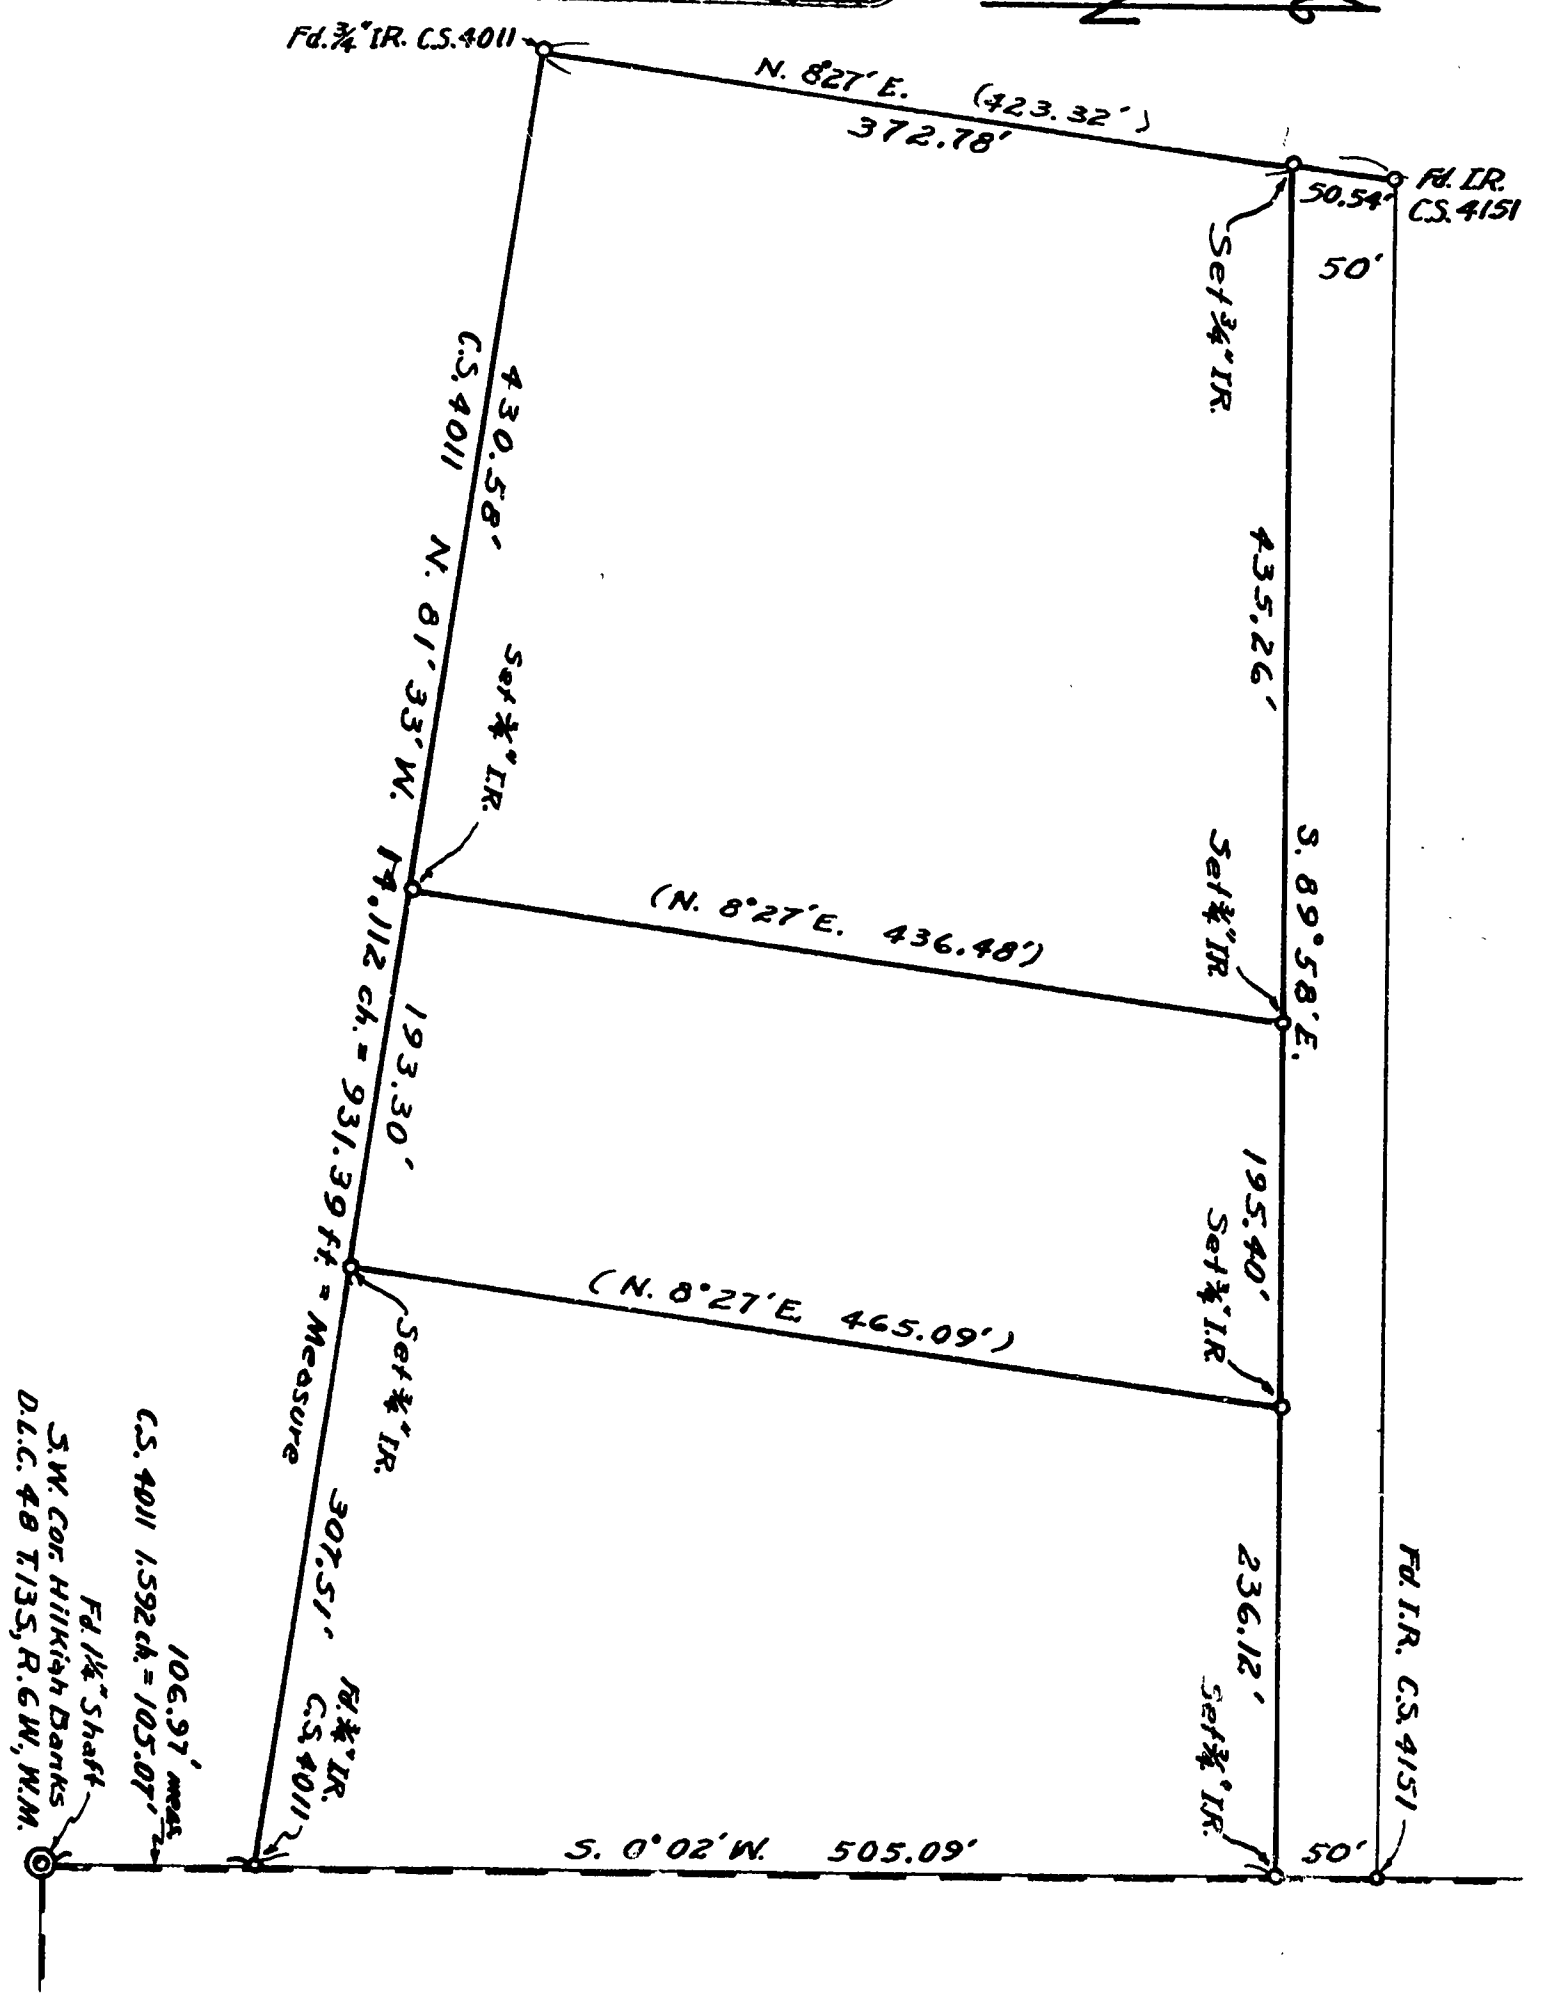 Fd. 3/4" I.R. C.S. 4011
N. 8°27' E. (423.32')
372.78'
50.54'
Fd. I.R.
C.S. 4151
50'
Set 3/4" I.R.
430.58'
C.S. 4011 N. 81° 33' W. 14.112 ch. = 931.39 ft. = Measure
435.26'
S. 89°58' E.
Set 3/4" I.R.
Set 3/4" I.R.
(N. 8°27' E. 436.48')
193.30'
195.40'
Set 3/4" I.R.
(N. 8°27' E. 465.09')
Set 3/4" I.R.
307.51'
236.12'
Fd. 3/4" I.R.
C.S. 4011
Set 3/4" I.R.
Fd. I.R. C.S. 4151
106.97' meas
C.S. 4011 1.592 ch. = 105.07'
Fd. 1 1/4" Shaft
S.W. Cor. Hilkiah Banks
D.L.C. 48 T.13S, R.6W, W.M.
S. 0°02' W. 505.09'
50'